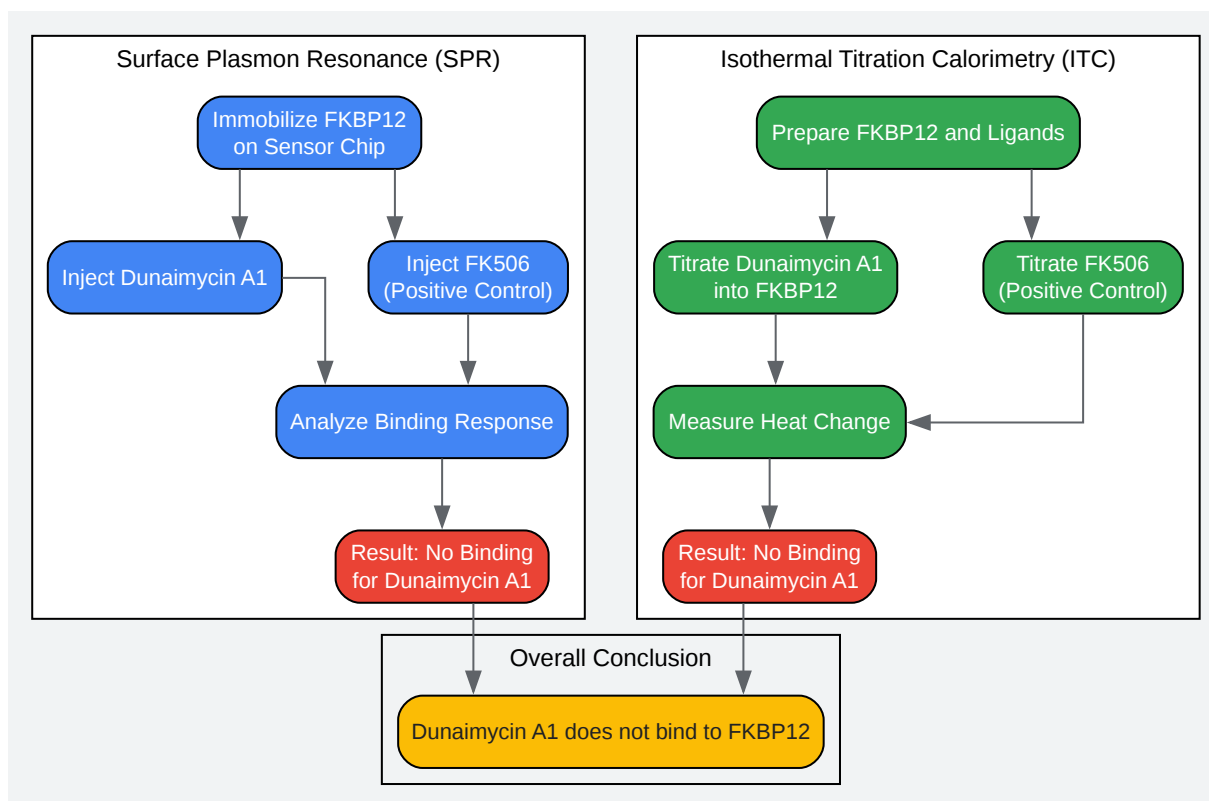 Surface Plasmon Resonance (SPR)
Immobilize FKBP12
on Sensor Chip
Inject Dunaimycin A1
Inject FK506
(Positive Control)
Analyze Binding Response
Result: No Binding
for Dunaimycin A1
Isothermal Titration Calorimetry (ITC)
Prepare FKBP12 and Ligands
Titrate Dunaimycin A1
into FKBP12
Titrate FK506
(Positive Control)
Measure Heat Change
Result: No Binding
for Dunaimycin A1
Overall Conclusion
Dunaimycin A1 does not bind to FKBP12